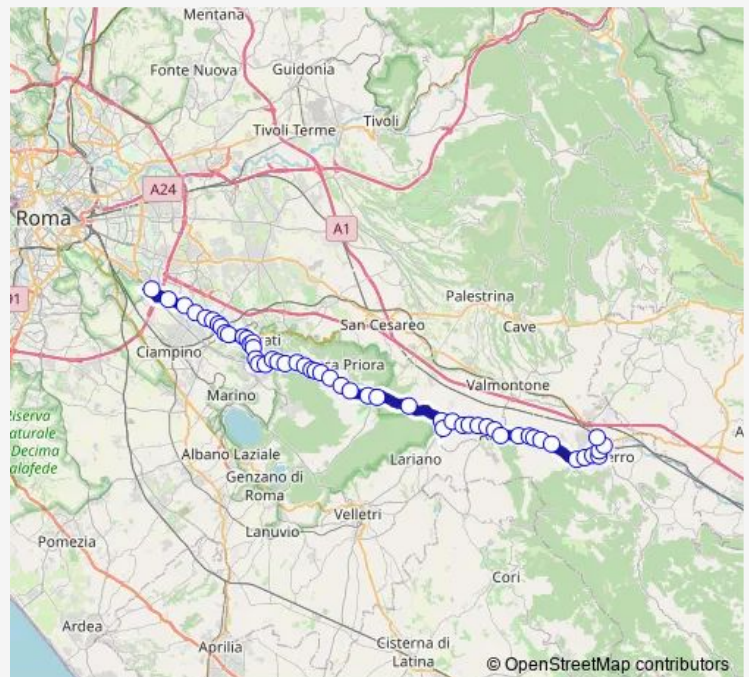 Mentana
Fonte Nuova
Guidonia
Tivoli
Tivoli Terme
A24
Roma
A1
91
Palestrina
San Cesareo
Cave
Ciampino
Valmontone
Marino
Riserva
Decima
Albano Laziale
Lariano
Genzano di
Roma
Velletri
Lanuvio
Pomezia
Cori
Ardea
Aprilia
Cisterna di
Latina
© OpenStreetMap contributors